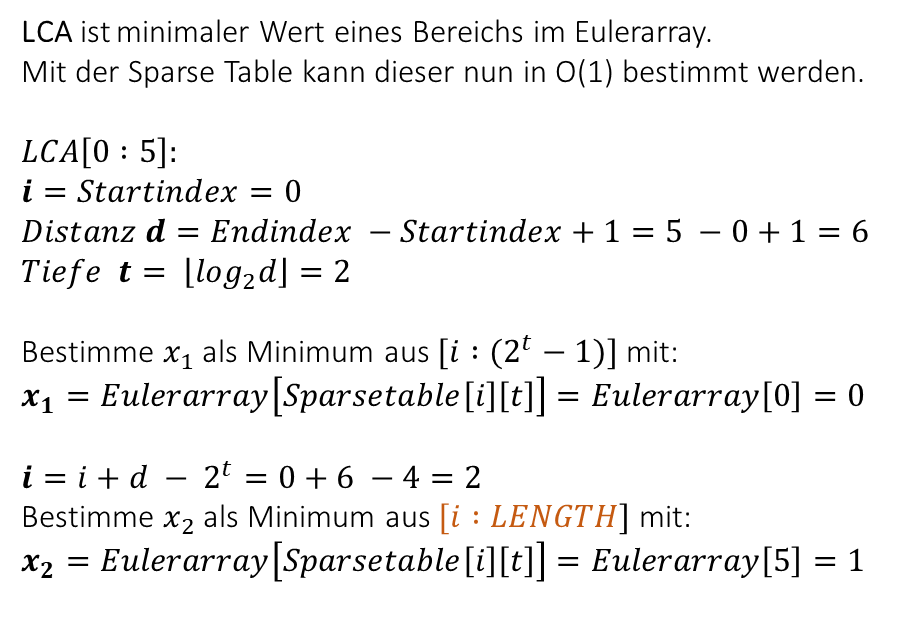 LCA ist minimaler Wert eines Bereichs im Eulerarray.
Mit der Sparse Table kann dieser nun in O(1) bestimmt werden.
LCA[0 : 5]:
i = Startindex = 0
Distanz d = Endindex − Startindex + 1 = 5 − 0 + 1 = 6
Tiefe t = ⌊log₂d⌋ = 2
Bestimme x₁ als Minimum aus [i : (2ᵗ − 1)] mit:
x₁ = Eulerarray[Sparsetable[i][t]] = Eulerarray[0] = 0
i = i + d − 2ᵗ = 0 + 6 − 4 = 2
Bestimme x₂ als Minimum aus [i : LENGTH] mit:
x₂ = Eulerarray[Sparsetable[i][t]] = Eulerarray[5] = 1